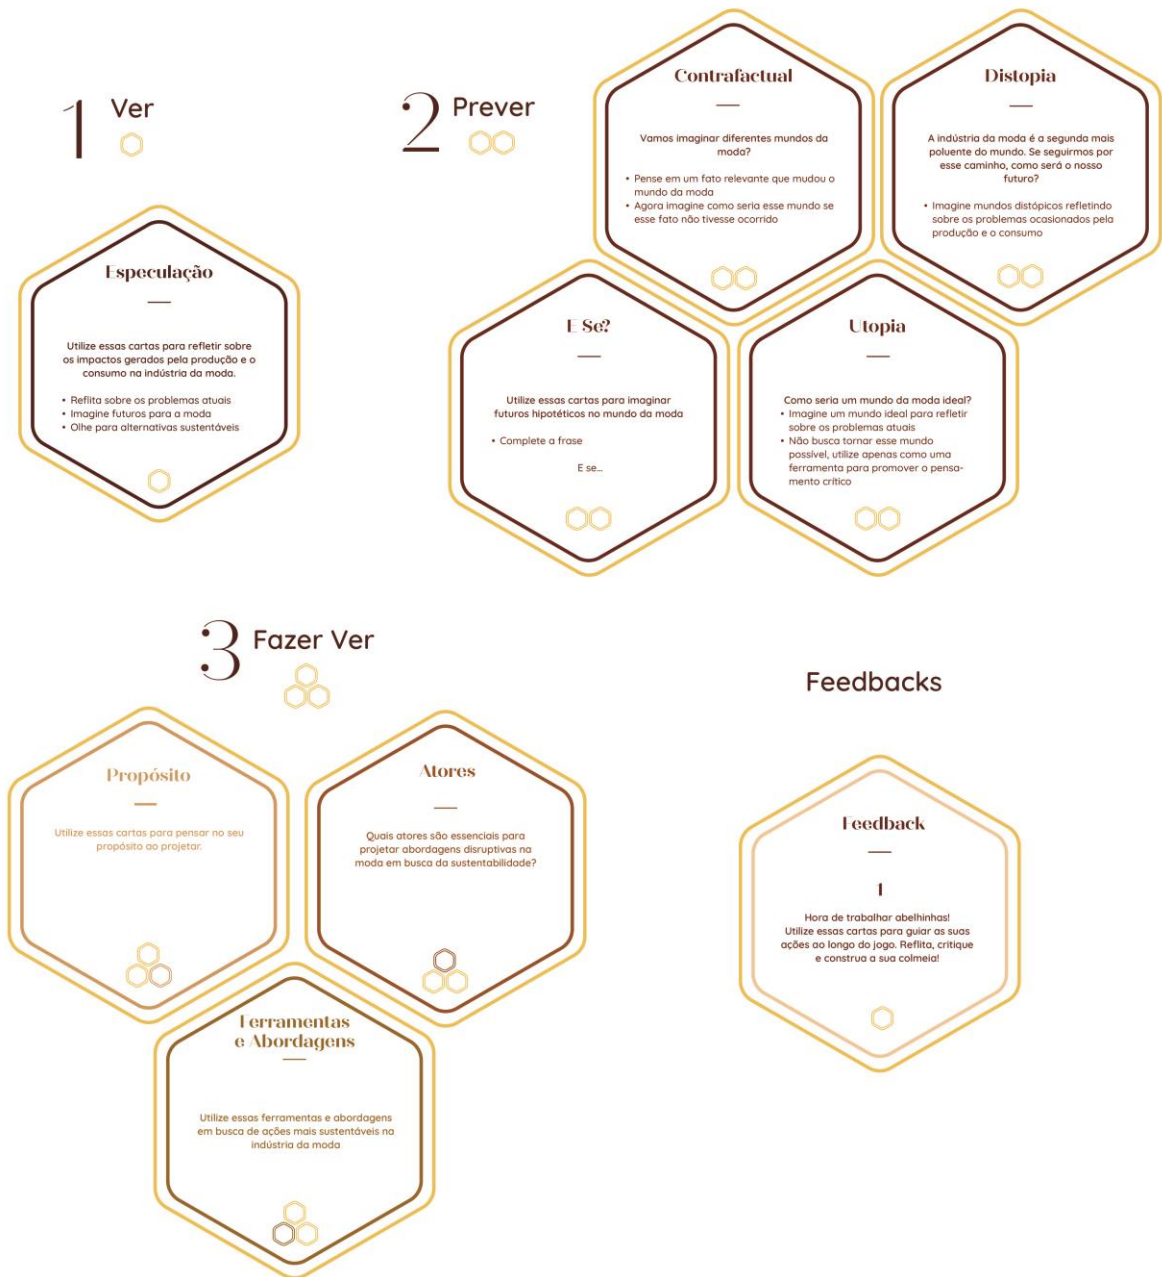 1 Ver
Especulação
Utilize essas cartas para refletir sobre
os impactos gerados pela produção e o
consumo na indústria da moda.
• Reflita sobre os problemas atuais
• Imagine futuros para a moda
• Olhe para alternativas sustentáveis
2 Prever
Contrafactual
Vamos imaginar diferentes mundos da
moda?
• Pense em um fato relevante que mudou o
mundo da moda
• Agora imagine como seria esse mundo se
esse fato não tivesse ocorrido
Distopia
A indústria da moda é a segunda mais
poluente do mundo. Se seguirmos por
esse caminho, como será o nosso
futuro?
• Imagine mundos distópicos refletindo
sobre os problemas ocasionados pela
produção e o consumo
E Se?
Utilize essas cartas para imaginar
futuros hipotéticos no mundo da moda
• Complete a frase
E se...
Utopia
Como seria um mundo da moda ideal?
• Imagine um mundo ideal para refletir
sobre os problemas atuais
• Não busca tornar esse mundo
possível, utilize apenas como uma
ferramenta para promover o pensa-
mento crítico
3 Fazer Ver
Propósito
Utilize essas cartas para pensar no seu
propósito ao projetar.
Atores
Quais atores são essenciais para
projetar abordagens disruptivas na
moda em busca da sustentabilidade?
Ferramentas
e Abordagens
Utilize essas ferramentas e abordagens
em busca de ações mais sustentáveis na
indústria da moda
Feedbacks
Feedback
1
Hora de trabalhar abelhinhas!
Utilize essas cartas para guiar as suas
ações ao longo do jogo. Reflita, critique
e construa a sua colmeia!